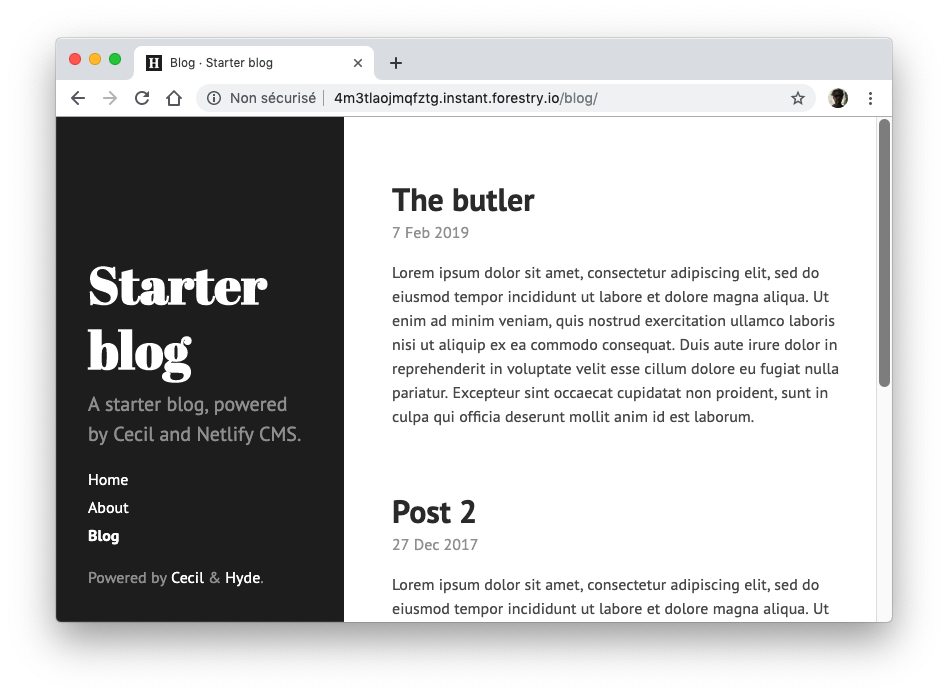 H Blog · Starter blog
Non sécurisé | 4m3tlaojmqfztg.instant.forestry.io/blog/
Starter
blog
A starter blog, powered
by Cecil and Netlify CMS.
Home
About
Blog
Powered by Cecil & Hyde.
The butler
7 Feb 2019
Lorem ipsum dolor sit amet, consectetur adipiscing elit, sed do
eiusmod tempor incididunt ut labore et dolore magna aliqua. Ut
enim ad minim veniam, quis nostrud exercitation ullamco laboris
nisi ut aliquip ex ea commodo consequat. Duis aute irure dolor in
reprehenderit in voluptate velit esse cillum dolore eu fugiat nulla
pariatur. Excepteur sint occaecat cupidatat non proident, sunt in
culpa qui officia deserunt mollit anim id est laborum.
Post 2
27 Dec 2017
Lorem ipsum dolor sit amet, consectetur adipiscing elit, sed do
eiusmod tempor incididunt ut labore et dolore magna aliqua. Ut